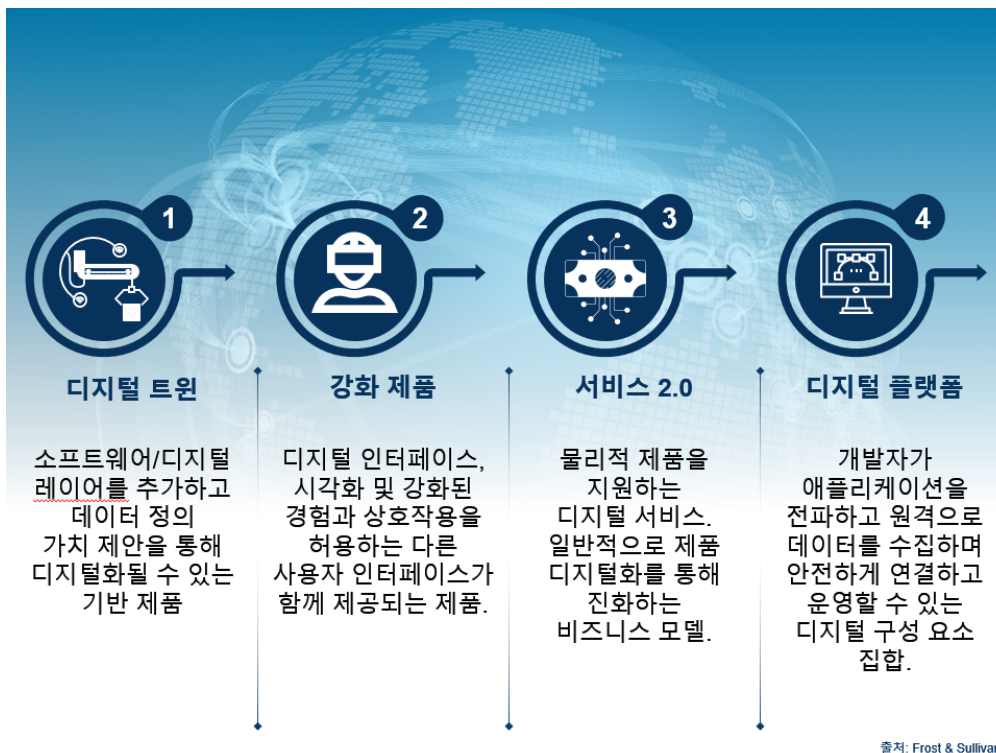 1
2
3
4
디지털 트윈
소프트웨어/디지털
레이어를 추가하고
데이터 정의
가치 제안을 통해
디지털화될 수 있는
기반 제품
강화 제품
디지털 인터페이스,
시각화 및 강화된
경험과 상호작용을
허용하는 다른
사용자 인터페이스가
함께 제공되는 제품.
서비스 2.0
물리적 제품을
지원하는
디지털 서비스.
일반적으로 제품
디지털화를 통해
진화하는
비즈니스 모델.
디지털 플랫폼
개발자가
애플리케이션을
전파하고 원격으로
데이터를 수집하며
안전하게 연결하고
운영할 수 있는
디지털 구성 요소
집합.
출처: Frost & Sullivan